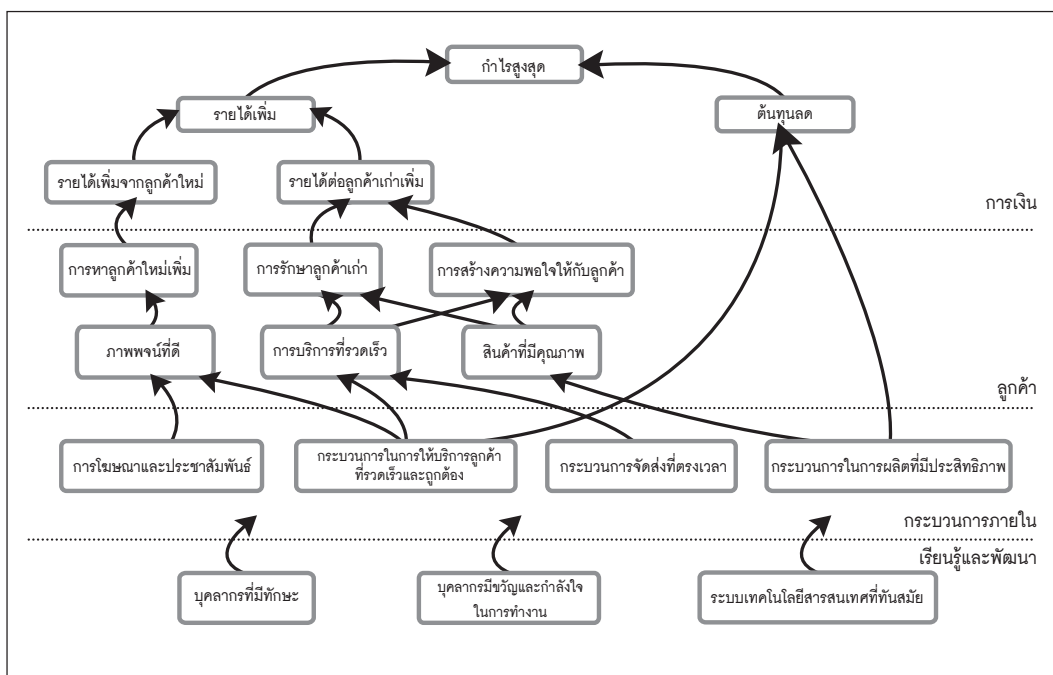 กำไรสูงสุด
รายได้เพิ่ม
ต้นทุนลด
รายได้เพิ่มจากลูกค้าใหม่
รายได้ต่อลูกค้าเก่าเพิ่ม
การเงิน
การหาลูกค้าใหม่เพิ่ม
การรักษาลูกค้าเก่า
การสร้างความพอใจให้กับลูกค้า
ภาพพจน์ที่ดี
การบริการที่รวดเร็ว
สินค้าที่มีคุณภาพ
ลูกค้า
การโฆษณาและประชาสัมพันธ์
กระบวนการในการให้บริการลูกค้า
ที่รวดเร็วและถูกต้อง
กระบวนการจัดส่งที่ตรงเวลา
กระบวนการในการผลิตที่มีประสิทธิภาพ
กระบวนการภายใน
เรียนรู้และพัฒนา
บุคลากรที่มีทักษะ
บุคลากรมีขวัญและกำลังใจ
ในการทำงาน
ระบบเทคโนโลยีสารสนเทศที่ทันสมัย